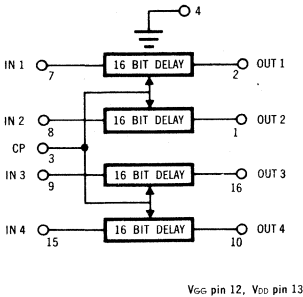 4
IN 1 16 BIT DELAY OUT 1
7 2
IN 2 16 BIT DELAY OUT 2
8 1
CP
3
IN 3 16 BIT DELAY OUT 3
9 16
IN 4 16 BIT DELAY OUT 4
15 10
VGG pin 12, VDD pin 13